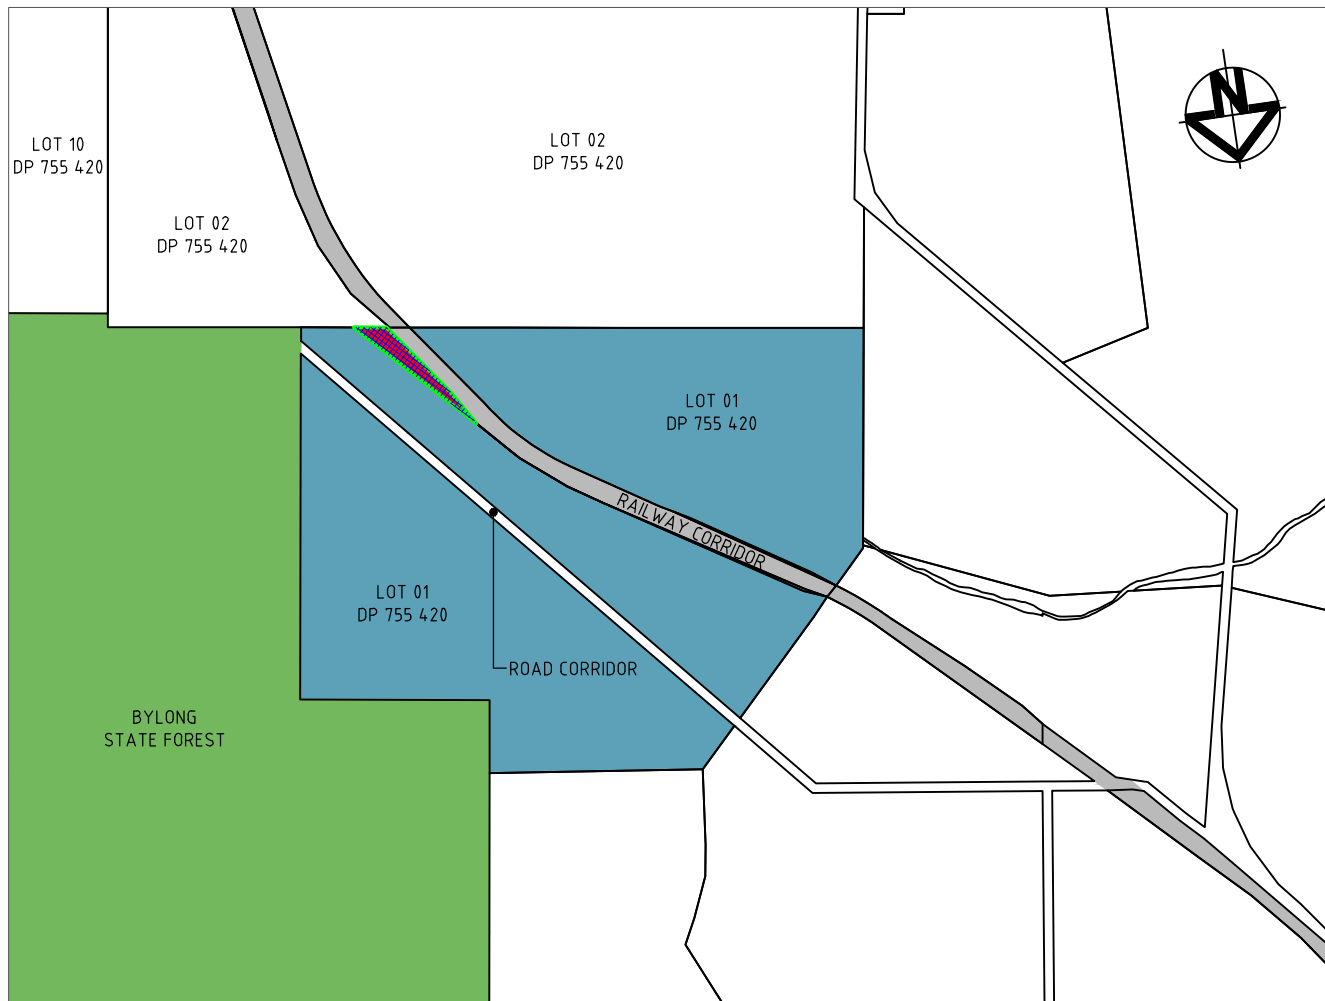 LOT 10
DP 755 420
LOT 02
DP 755 420
LOT 02
DP 755 420
N
LOT 01
DP 755 420
RAILWAY CORRIDOR
LOT 01
DP 755 420
ROAD CORRIDOR
BYLONG
STATE FOREST